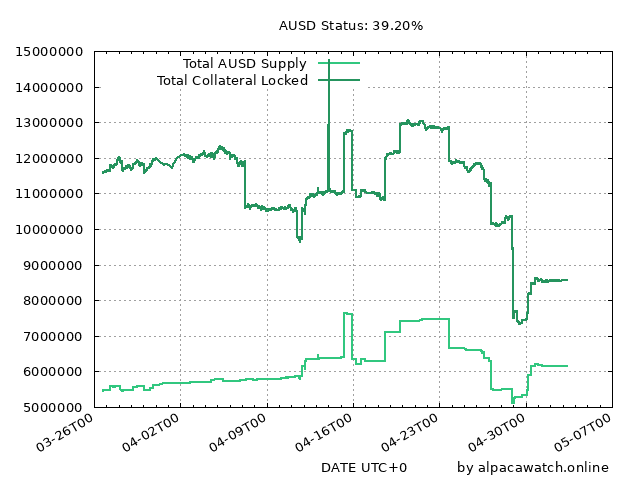 AUSD Status: 39.20%
15000000
Total AUSD Supply
14000000
Total Collateral Locked
13000000
12000000
11000000
10000000
9000000
8000000
7000000
6000000
5000000
03-26T00
04-02T00
04-09T00
04-16T00
04-23T00
04-30T00
05-07T00
DATE UTC+0
by alpacawatch.online